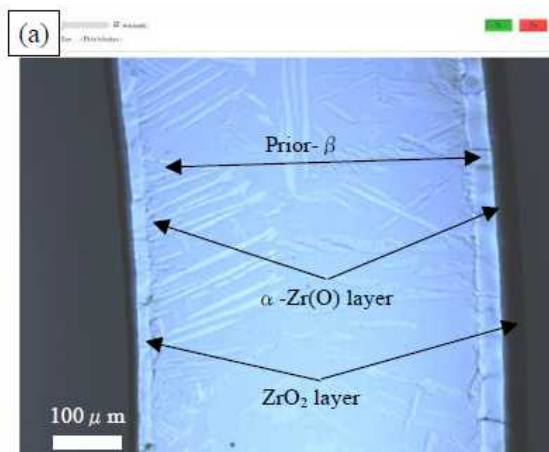 (a)
Prior- β
α -Zr(O) layer
ZrO₂ layer
100 μ m